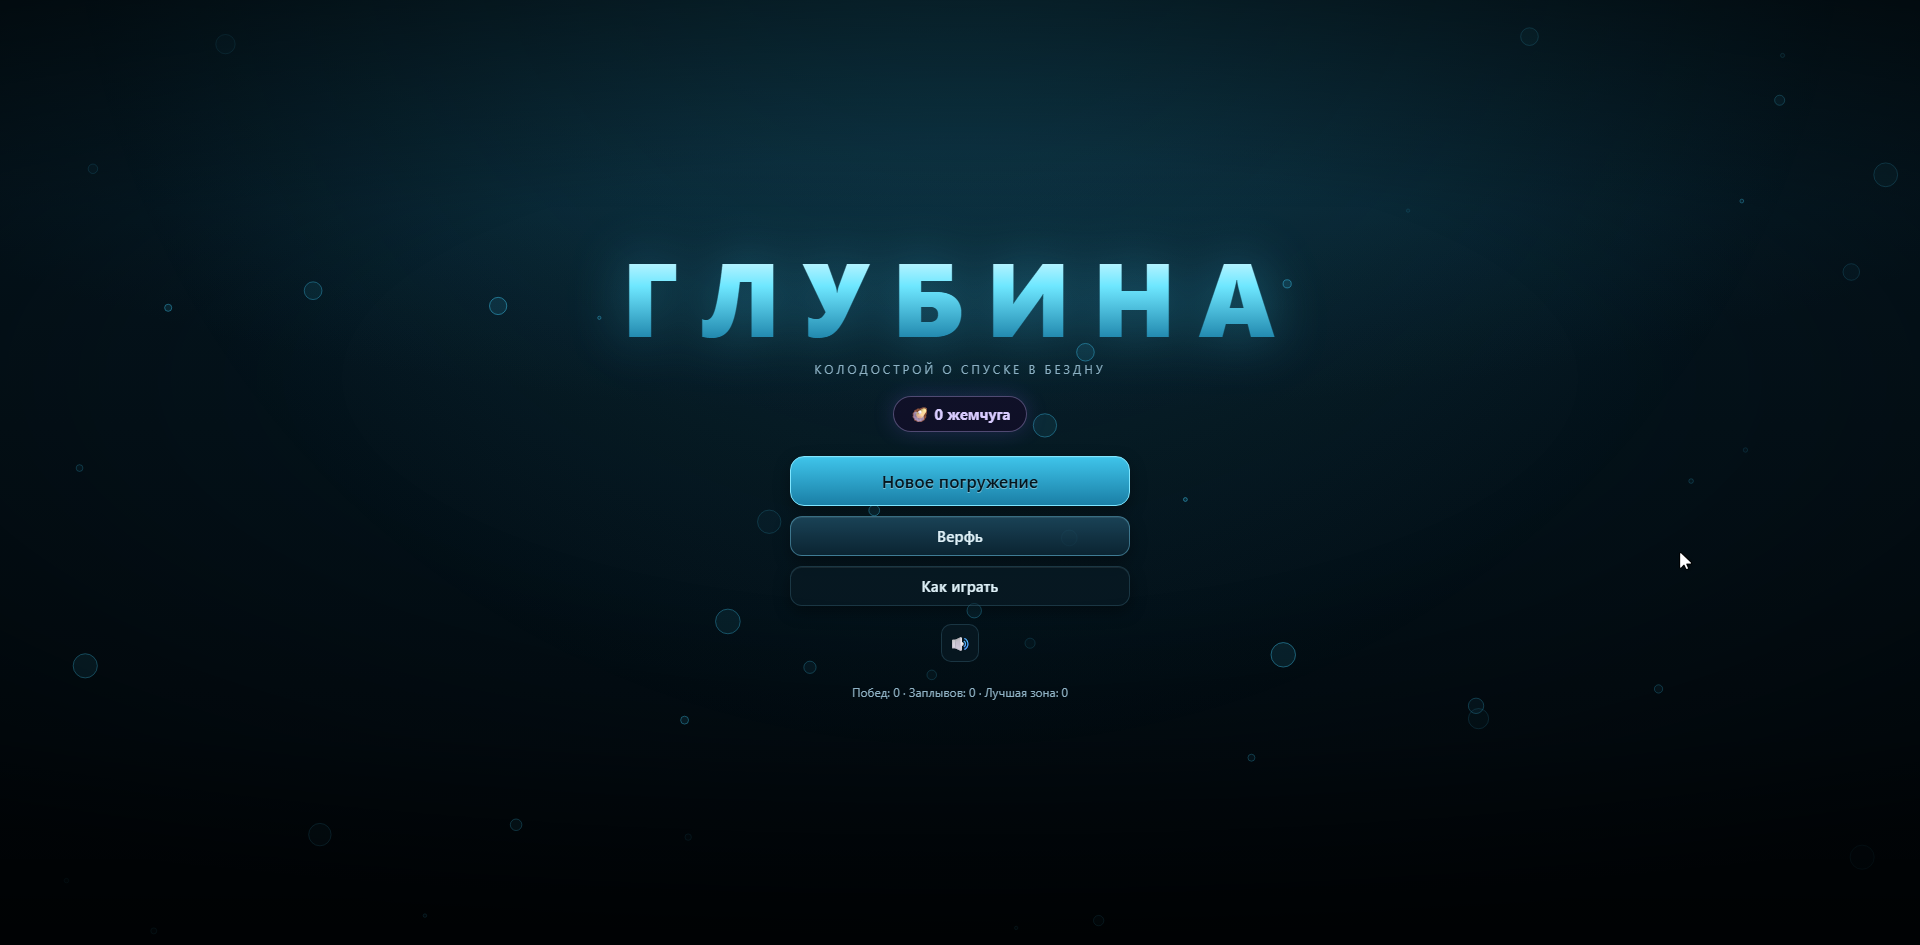 ГЛУБИНА
КОЛОДОСТРОЙ О СПУСКЕ В БЕЗДНУ
0 жемчуга
Новое погружение
Верфь
Как играть
Побед: 0 · Заплывов: 0 · Лучшая зона: 0